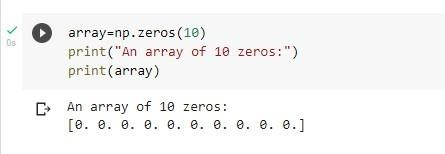 array=np.zeros(10)
print("An array of 10 zeros:")
print(array)
0s
An array of 10 zeros:
[0. 0. 0. 0. 0. 0. 0. 0. 0. 0.]